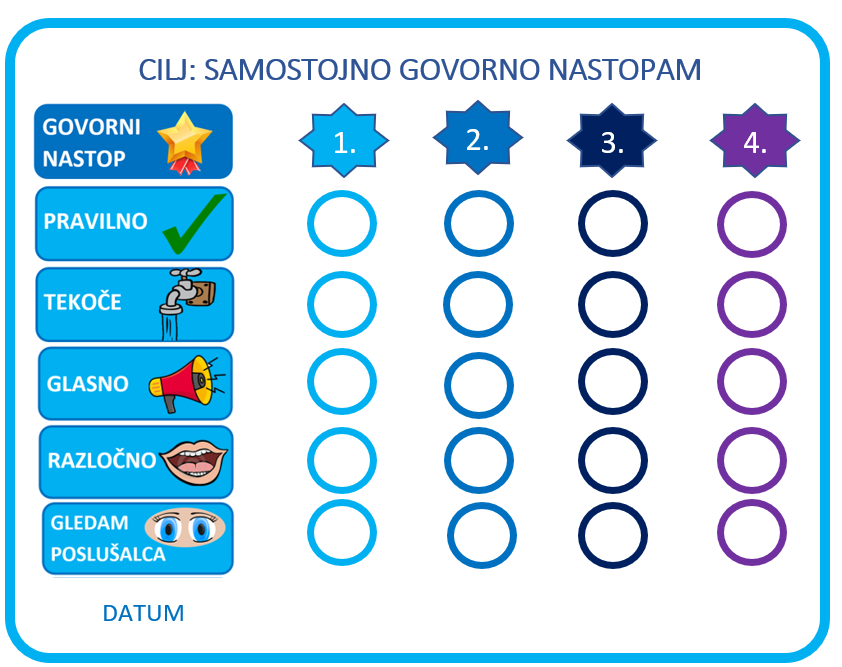 CILJ: SAMOSTOJNO GOVORNO NASTOPAM
GOVORNI
NASTOP
1.
2.
3.
4.
PRAVILNO
TEKOČE
GLASNO
RAZLOČNO
GLEDAM
POSLUŠALCA
DATUM